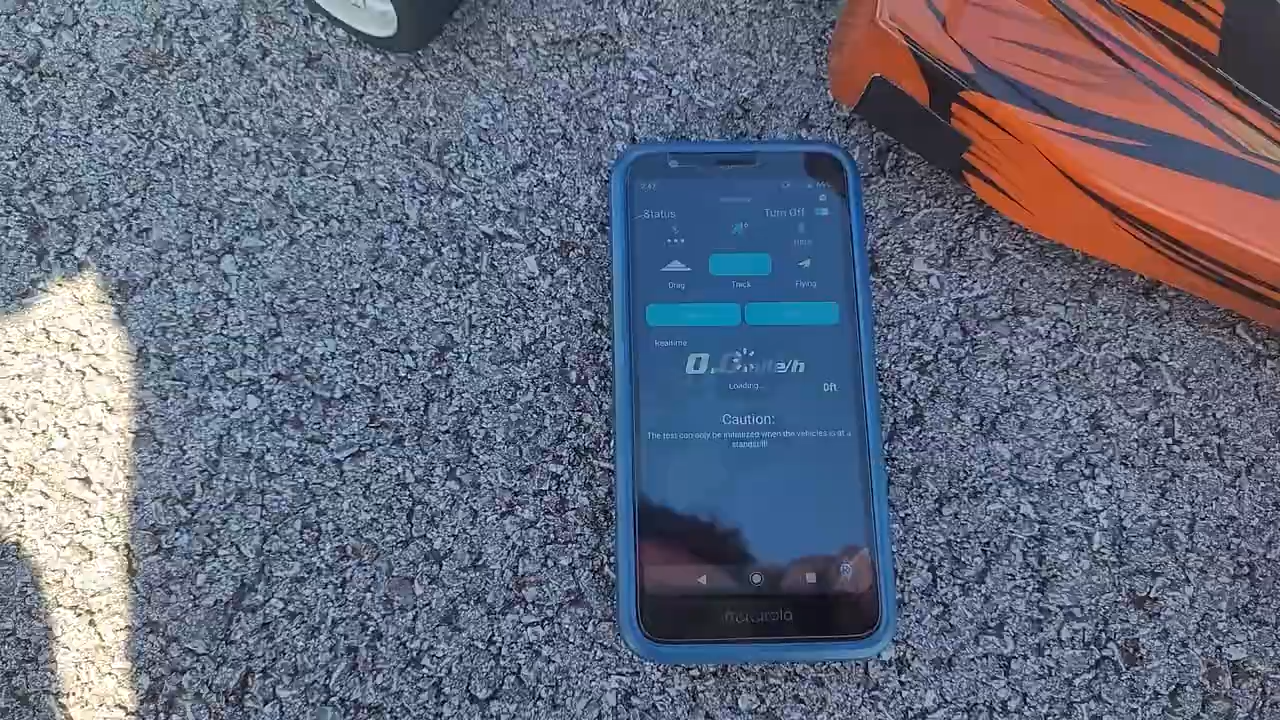 Status Turn Off
Drag Track Flying
Realtime
Loading...
0ft
Caution:
The test can only be initialized when the vehicles is at a
standstill!
motorola